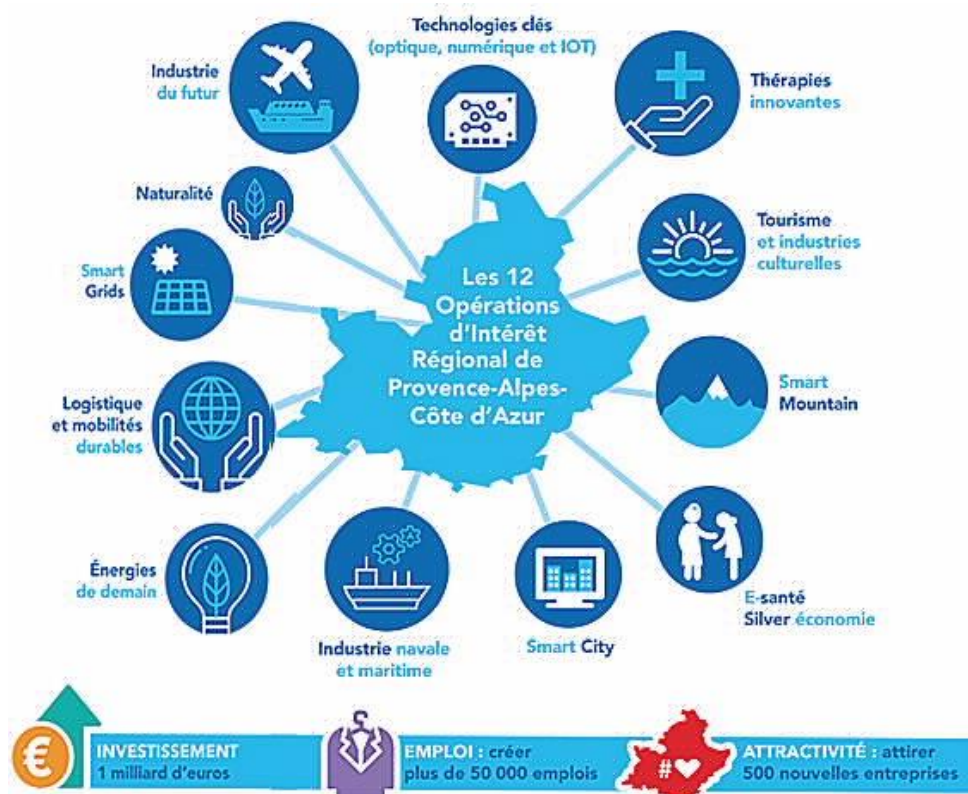 Technologies clés
(optique, numérique et IOT)
Industrie
du futur
Thérapies
innovantes
Naturalité
Tourisme
et industries
culturelles
Smart
Grids
Les 12
Opérations
d'Intérêt
Régional de
Provence-Alpes-
Côte d'Azur
Smart
Mountain
Logistique
et mobilités
durables
Énergies
de demain
E-santé
Silver économie
Industrie navale
et maritime
Smart City
€
INVESTISSEMENT
1 milliard d'euros
EMPLOI : créer
plus de 50 000 emplois
#
ATTRACTIVITÉ : attirer
500 nouvelles entreprises